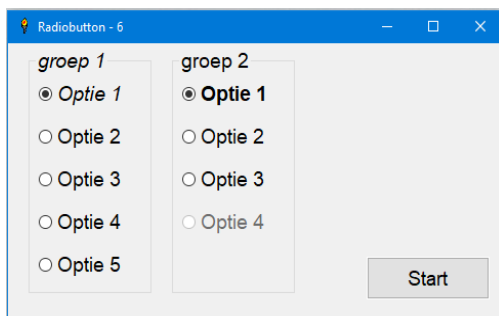 Radiobutton - 6
groep 1
Optie 1
Optie 2
Optie 3
Optie 4
Optie 5
groep 2
Optie 1
Optie 2
Optie 3
Optie 4
Start